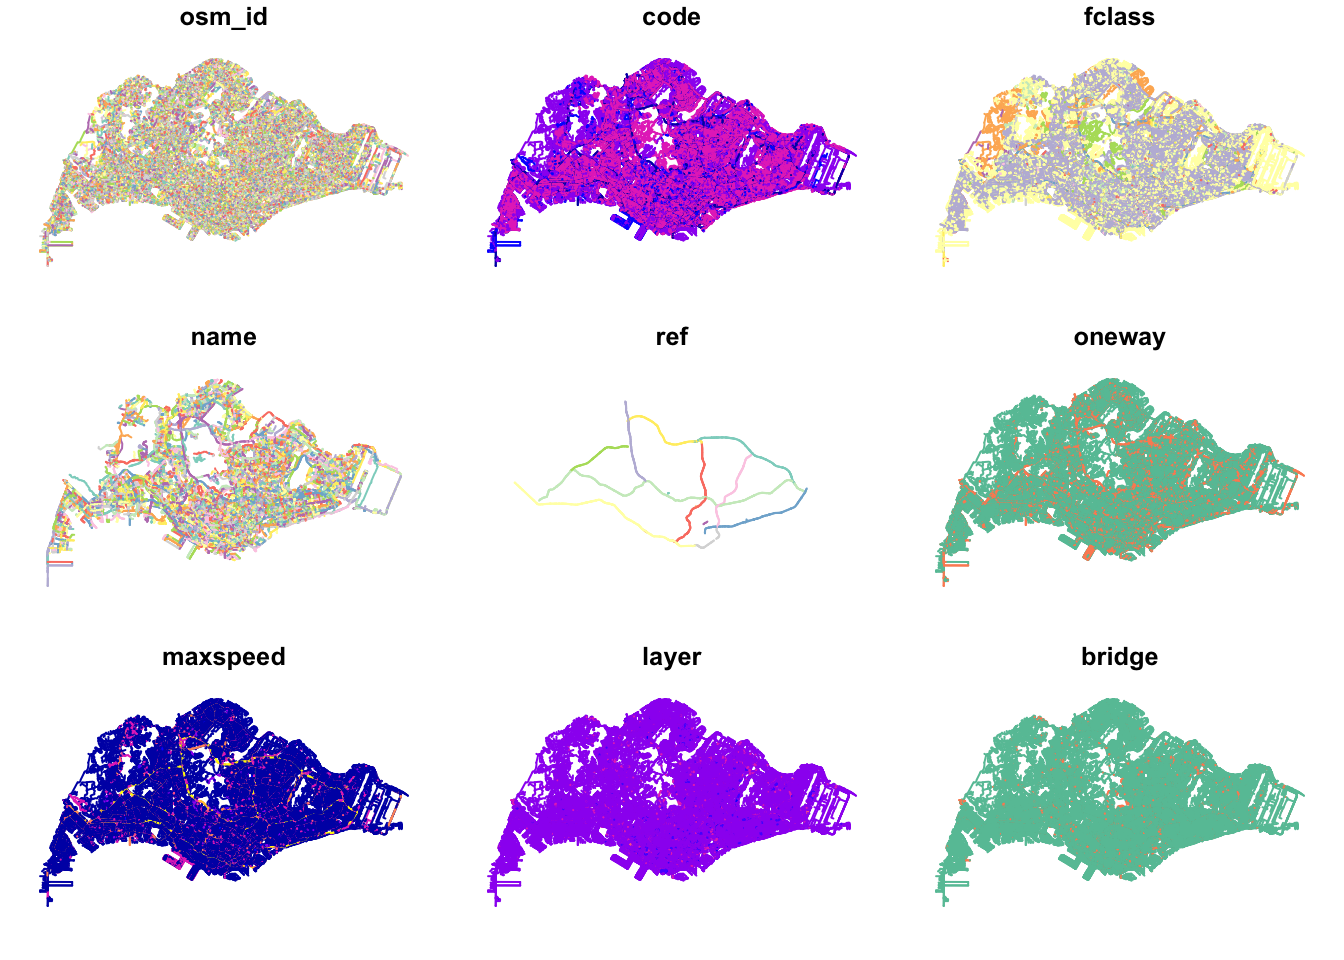 osm_id
code
fclass
name
ref
oneway
maxspeed
layer
bridge